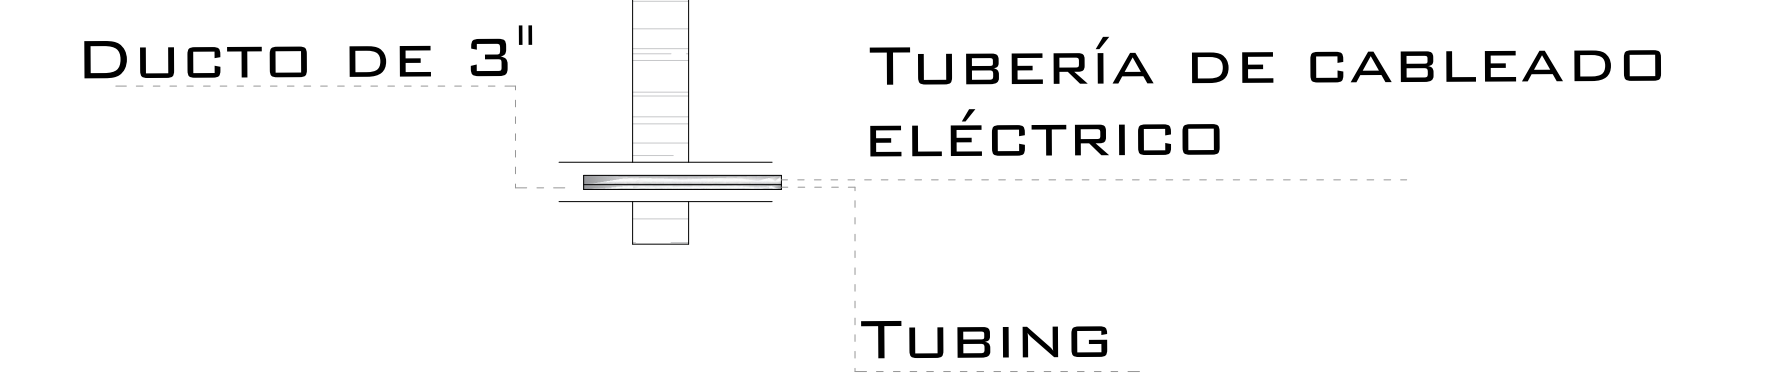 Ducto de 3"
Tubería de cableado
eléctrico
Tubing